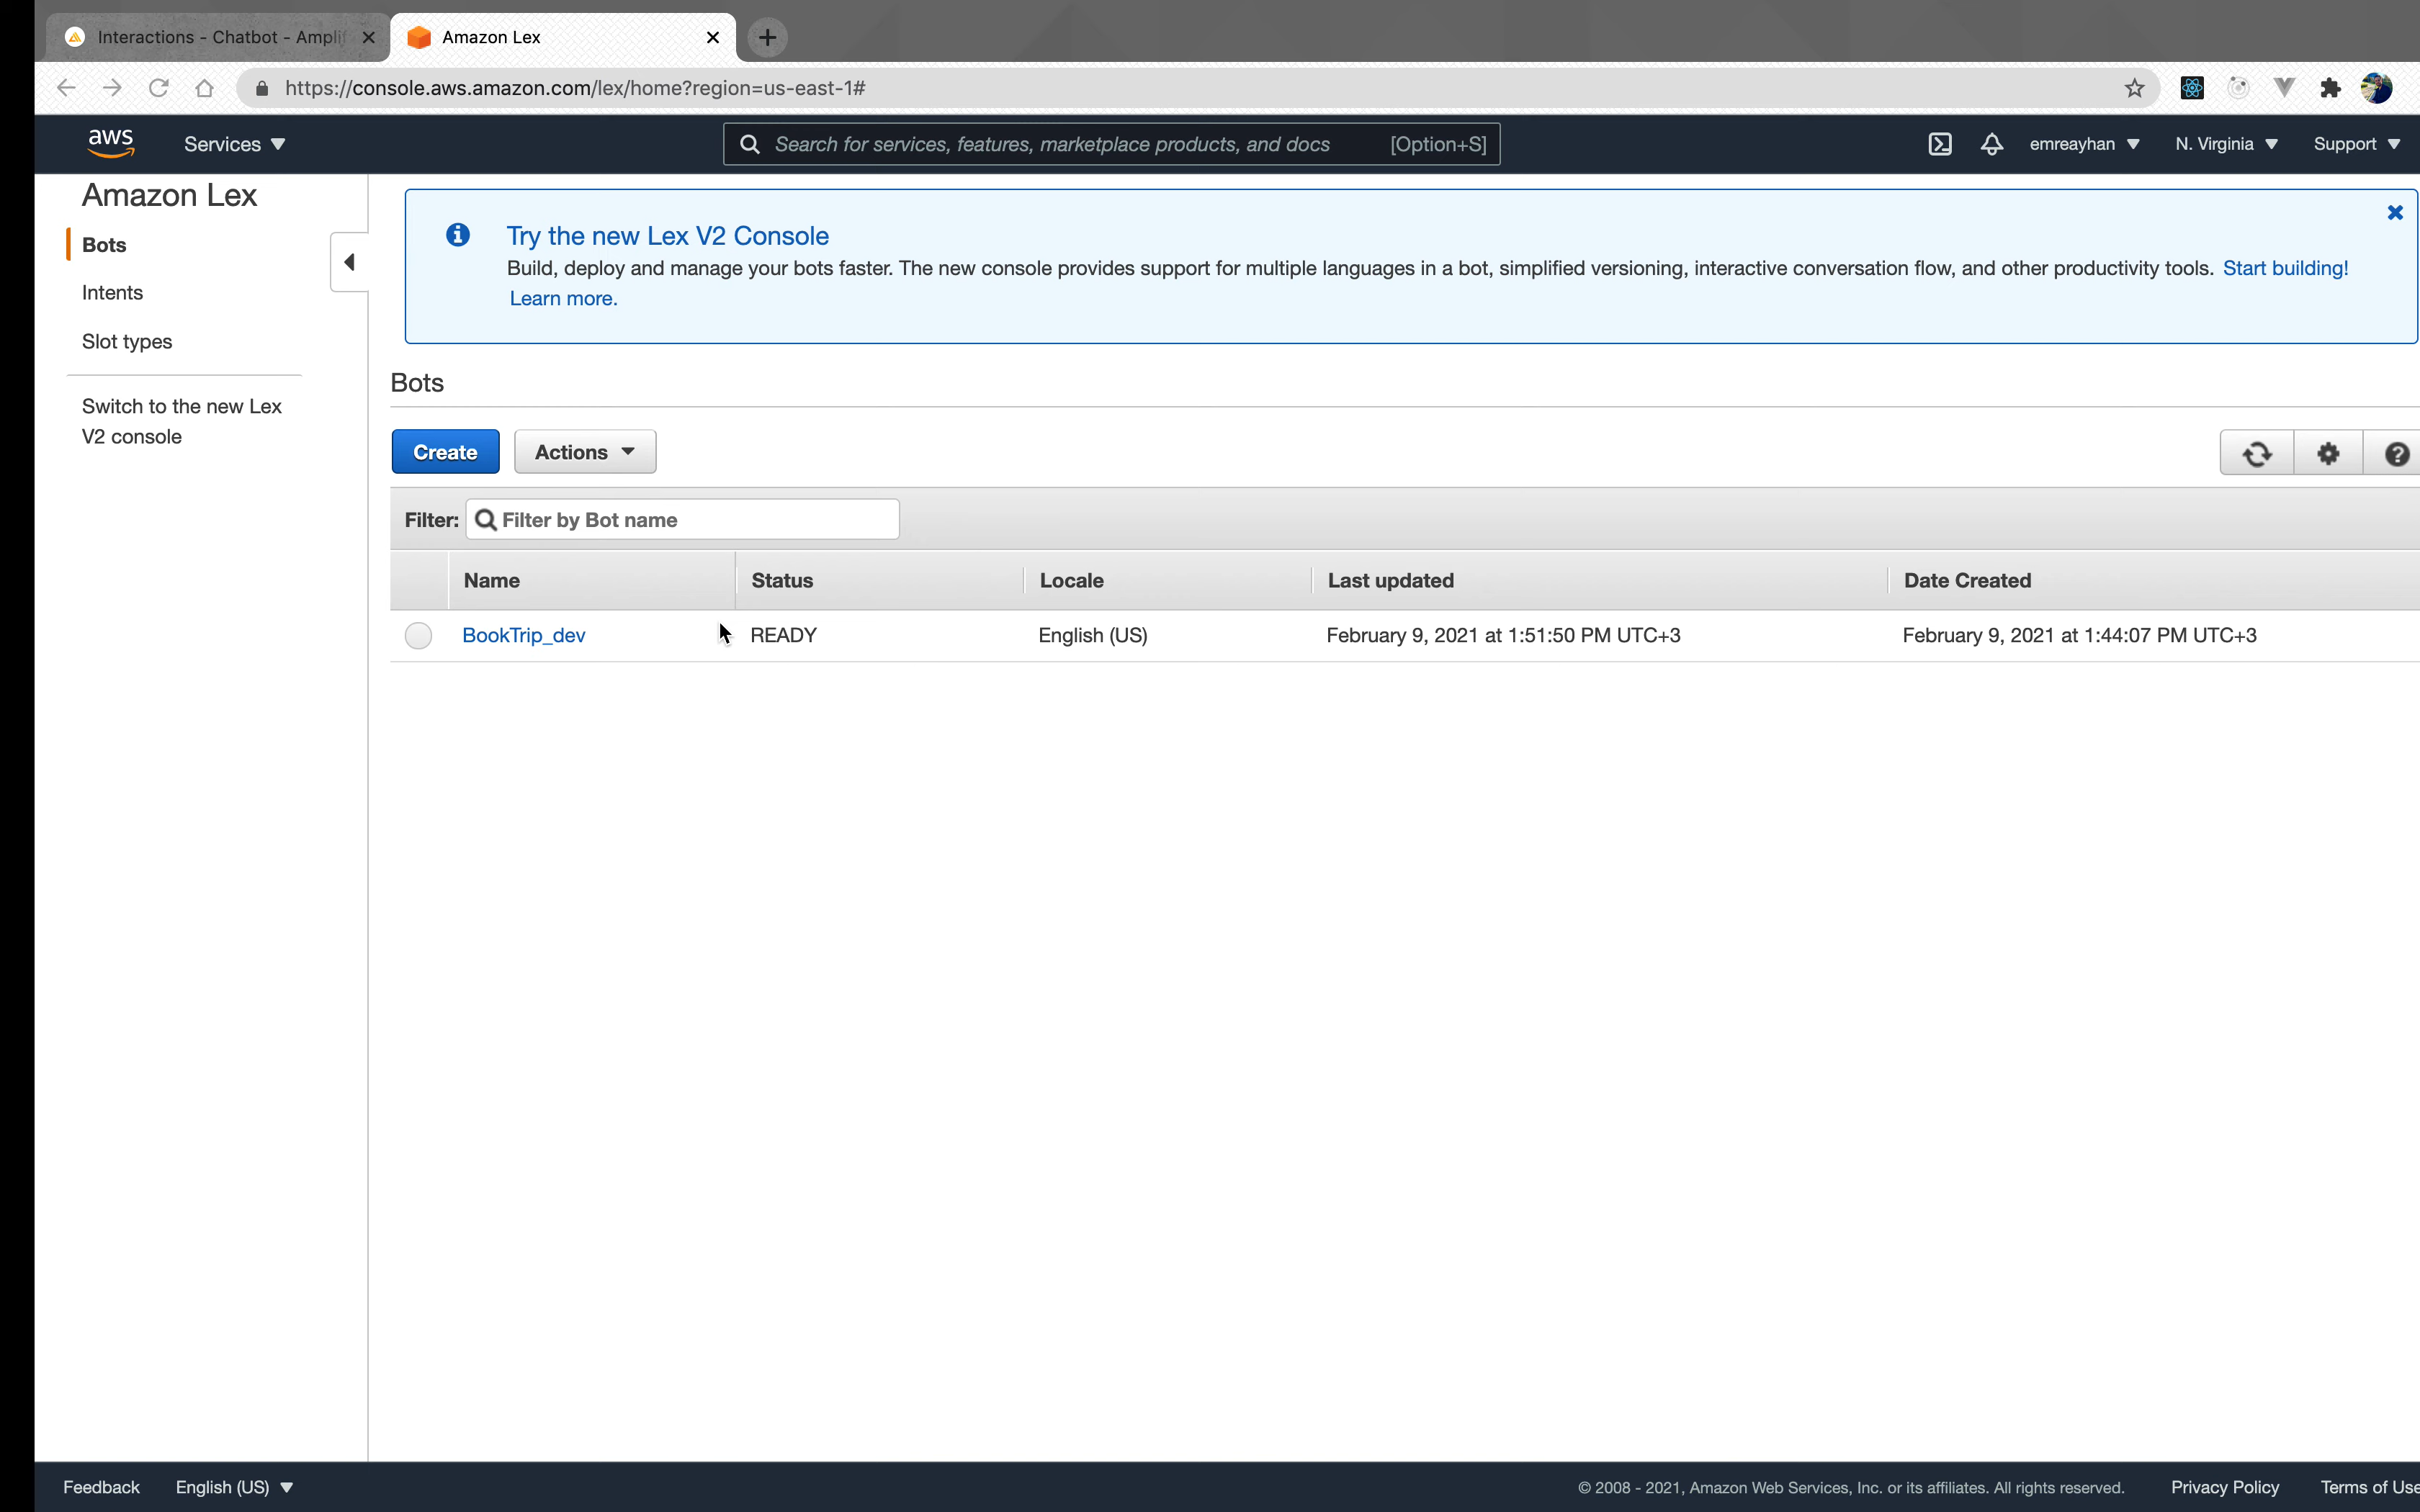 Interactions - Chatbot - Amplif
Amazon Lex
https://console.aws.amazon.com/lex/home?region=us-east-1#
aws
Services
Search for services, features, marketplace products, and docs [Option+S]
emreayhan
N. Virginia
Support
Amazon Lex
Bots
Intents
Slot types
Switch to the new Lex
V2 console
Try the new Lex V2 Console
Build, deploy and manage your bots faster. The new console provides support for multiple languages in a bot, simplified versioning, interactive conversation flow, and other productivity tools. Start building!
Learn more.
Bots
Create
Actions
Filter: Filter by Bot name
Name Status Locale Last updated Date Created
BookTrip_dev READY English (US) February 9, 2021 at 1:51:50 PM UTC+3 February 9, 2021 at 1:44:07 PM UTC+3
Feedback English (US) © 2008 - 2021, Amazon Web Services, Inc. or its affiliates. All rights reserved. Privacy Policy Terms of Use